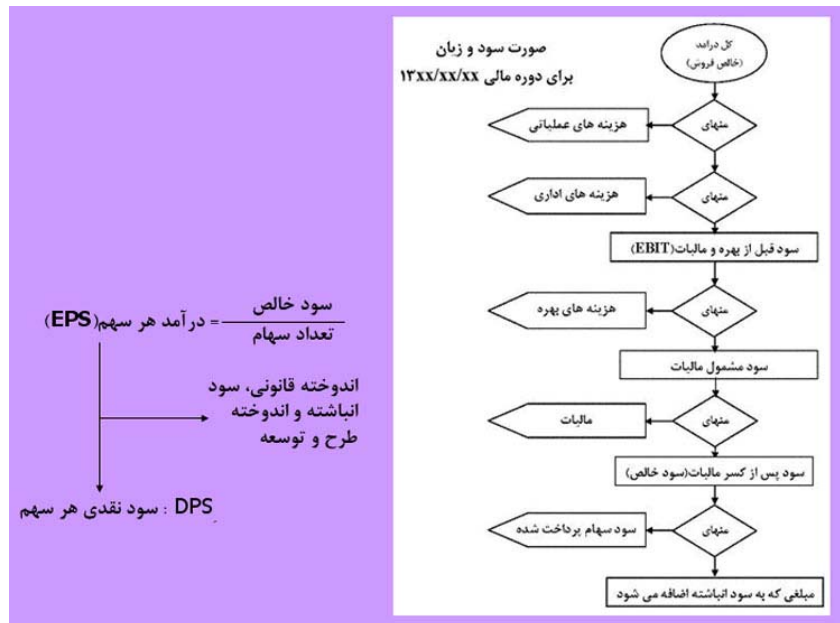 صورت سود و زیان
برای دوره مالی ۱۳xx/xx/xx
کل درامد
(خالص فروش)
منهای
هزینه های عملیاتی
منهای
هزینه های اداری
سود قبل از بهره و مالیات(EBIT)
منهای
هزینه های بهره
سود مشمول مالیات
منهای
مالیات
سود پس از کسر مالیات(سود خالص)
منهای
سود سهام پرداخت شده
مبلغی که به سود انباشته اضافه می شود
سود خالص
درآمد هر سهم(EPS) =
تعداد سهام
اندوخته قانونی، سود
انباشته و اندوخته
طرح و توسعه
DPS : سود نقدی هر سهم